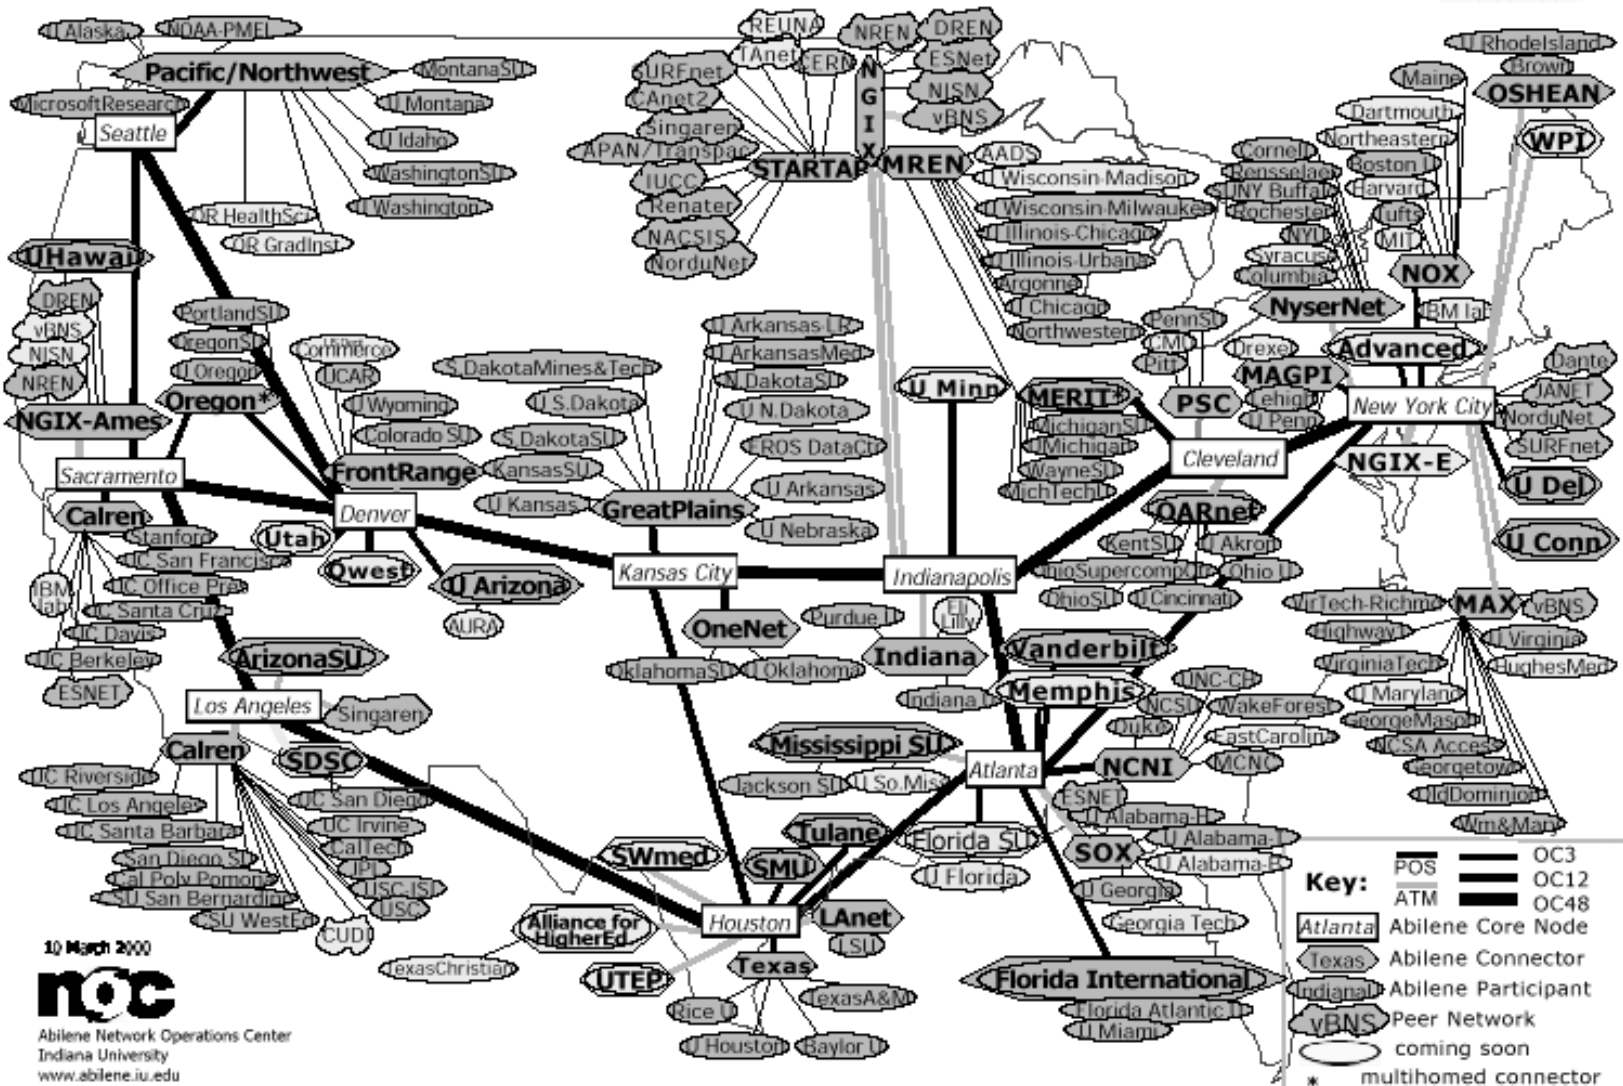 U Alaska
NOAA-PMEL
Pacific/Northwest
MontanaSU
MicrosoftResearch
U Montana
Seattle
U Idaho
WashingtonSU
U Washington
OR HealthSci
OR GradInst
UHawaii
DREN
vBNS
NISN
NREN
NGIX-Ames
PortlandSU
OregonSU
U Oregon
Oregon*
Commerce
UCAR
U Wyoming
Colorado SU
FrontRange
Sacramento
Denver
Calren
Stanford
UC San Francisco
UC Office Pres
UC Santa Cruz
UC Davis
UC Berkeley
ESNET
IBM
lab
Utah
Qwest
U Arizona
AURA
ArizonaSU
Los Angeles
Singaren
Calren
SDSC
UC Riverside
UC Los Angeles
UC Santa Barbara
San Diego SU
Cal Poly Pomona
CSU San Bernardino
CSU WestEd
CUDI
UC San Diego
UC Irvine
CalTech
JPL
USC-ISI
USC
REUNA
TAnet
CERN
SURFnet
CAnet2
Singaren
APAN/Transpac
IUCC
Renater
NACSIS
NorduNet
STARTAP
NGIX
NREN
DREN
ESNet
NISN
vBNS
MREN
AADS
U Wisconsin-Madison
U Wisconsin-Milwaukee
U Illinois-Chicago
U Illinois-Urbana
Argonne
U Chicago
Northwestern
S.DakotaMines&Tech
U S.Dakota
S.DakotaSU
KansasSU
U Kansas
U Arkansas-LR
U ArkansasMed
N.DakotaSU
U N.Dakota
EROS DataCtr
U Arkansas
U Nebraska
GreatPlains
Kansas City
OneNet
OklahomaSU
U Oklahoma
U Minn
Indianapolis
Purdue U
Eli
Lilly
Indiana
Indiana U
MERIT*
MichiganSU
U Michigan
WayneSU
MichTechU
PennSU
CMU
Pitt
PSC
Cleveland
OARnet
KentSU
U Akron
OhioSupercompCtr
Ohio U
OhioSU
U Cincinnati
Cornell
Rensselaer
SUNY Buffalo
Rochester
NYU
Syracuse
Columbia
NyserNet
Drexel
MAGPI
Lehigh
U Penn
Advanced
New York City
NGIX-E
Maine
Dartmouth
Northeastern
Boston U
Harvard
Tufts
MIT
NOX
IBM lab
U RhodeIsland
Brown
OSHEAN
WPI
Dante
JANET
NorduNet
SURFnet
U Del
U Conn
VirTech-Richmd
MAX
vBNS
Highway1
U Virginia
VirginiaTech
HughesMed
U Maryland
GeorgeMason
NCSA Access
Georgetown
OldDominion
Wm&Mary
Vanderbilt
Memphis
UNC-CH
NCSU
WakeForest
Duke
EastCarolina
MCNC
NCNI
Atlanta
Mississippi SU
Jackson SU
U So.Miss
Florida SU
U Florida
ESNET
U Alabama-H
SOX
U Georgia
Georgia Tech
Florida International
Florida Atlantic U
U Miami
Tulane
SMU
SWmed
Alliance for
HigherEd
TexasChristian
UTEP
Houston
LAnet
LSU
Texas
TexasA&M
Rice U
U Houston
Baylor U
Key:
POS
ATM
OC3
OC12
OC48
Atlanta Abilene Core Node
Texas Abilene Connector
Indiana U Abilene Participant
vBNS Peer Network
coming soon
* multihomed connector
10 March 2000
noc
Abilene Network Operations Center
Indiana University
www.abilene.iu.edu